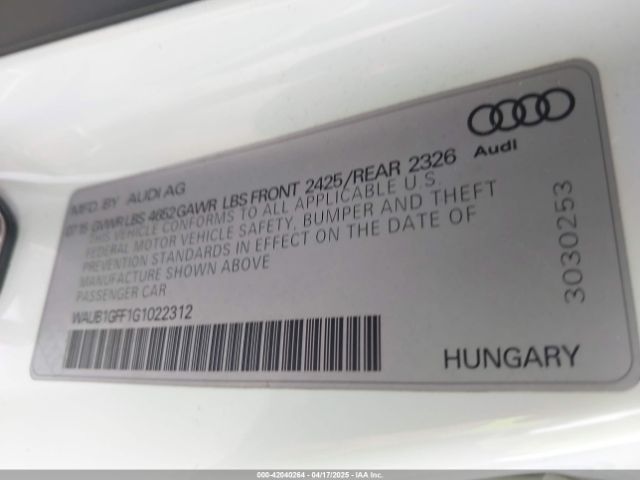 MFD. BY AUDI AG
07 15 GVWR LBS 4652 GAWR LBS FRONT 2425/REAR 2326
THIS VEHICLE CONFORMS TO ALL APPLICABLE U.S.
FEDERAL MOTOR VEHICLE SAFETY, BUMPER AND THEFT
PREVENTION STANDARDS IN EFFECT ON THE DATE OF
MANUFACTURE SHOWN ABOVE
PASSENGER CAR
WAUB1GFF1G1022312
Audi
3030253
HUNGARY
000-42040264 - 04/17/2025 - IAA Inc.